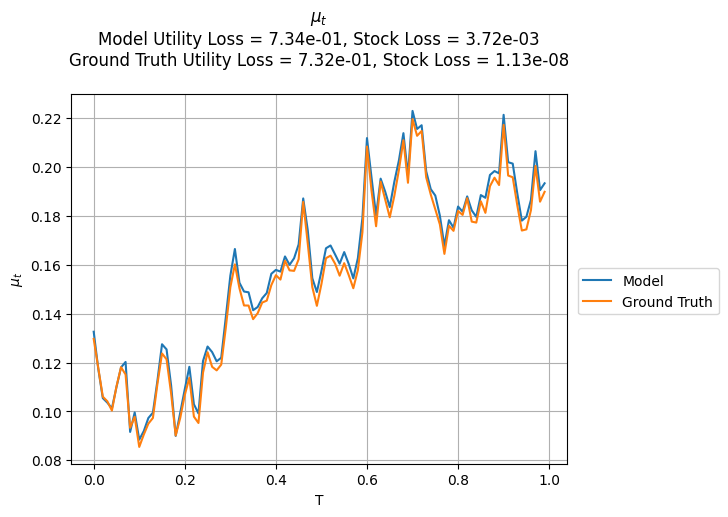 μₜ
Model Utility Loss = 7.34e-01, Stock Loss = 3.72e-03
Ground Truth Utility Loss = 7.32e-01, Stock Loss = 1.13e-08
0.22
0.20
0.18
0.16
0.14
0.12
0.10
0.08
μₜ
0.0 0.2 0.4 0.6 0.8 1.0
T
Model
Ground Truth